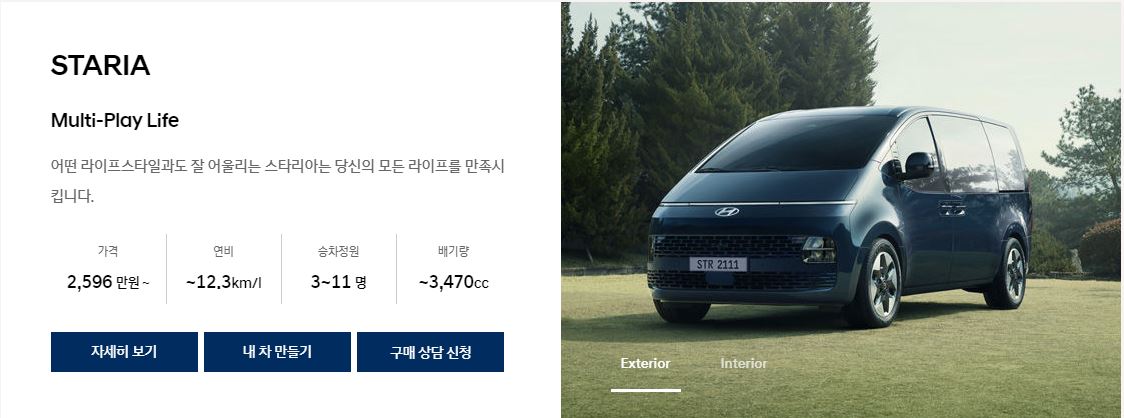 STARIA
Multi-Play Life
어떤 라이프스타일과도 잘 어울리는 스타리아는 당신의 모든 라이프를 만족시
킵니다.
가격 연비 승차정원 배기량
2,596 만원~ ~12.3km/l 3~11 명 ~3,470cc
자세히 보기 내 차 만들기 구매 상담 신청
STR 2111
Exterior Interior